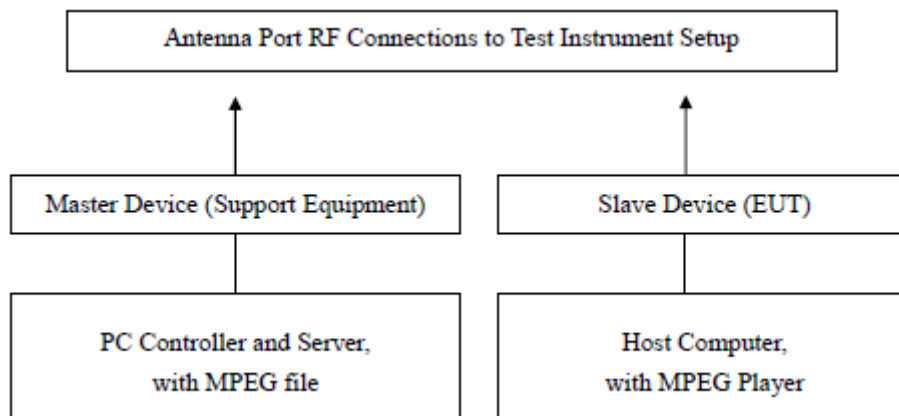 Antenna Port RF Connections to Test Instrument Setup
Master Device (Support Equipment)
Slave Device (EUT)
PC Controller and Server,
with MPEG file
Host Computer,
with MPEG Player